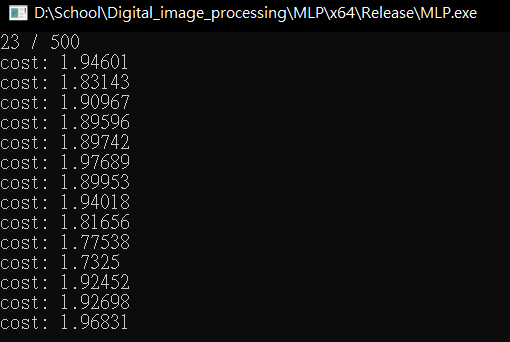 D:\School\Digital_image_processing\MLP\x64\Release\MLP.exe
23 / 500
cost: 1.94601
cost: 1.83143
cost: 1.90967
cost: 1.89596
cost: 1.89742
cost: 1.97689
cost: 1.89953
cost: 1.94018
cost: 1.81656
cost: 1.77538
cost: 1.7325
cost: 1.92452
cost: 1.92698
cost: 1.96831